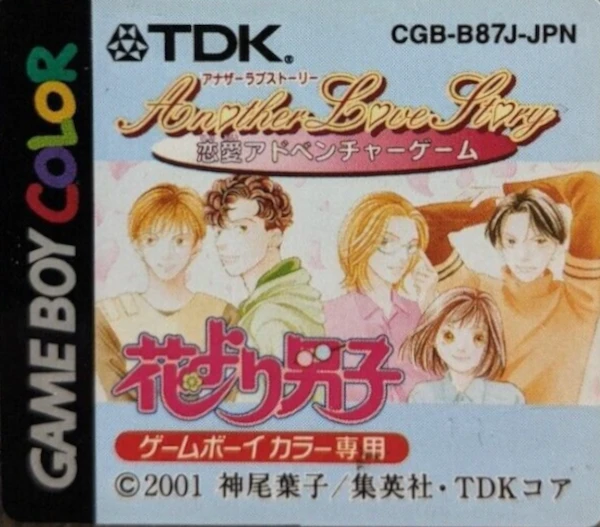 TDK®
CGB-B87J-JPN
アナザーラブストーリー
Another Love Story
恋愛アドベンチャーゲーム
GAME BOY COLOR
花より男子
ゲームボーイ カラー専用
©2001 神尾葉子/集英社・TDKコア